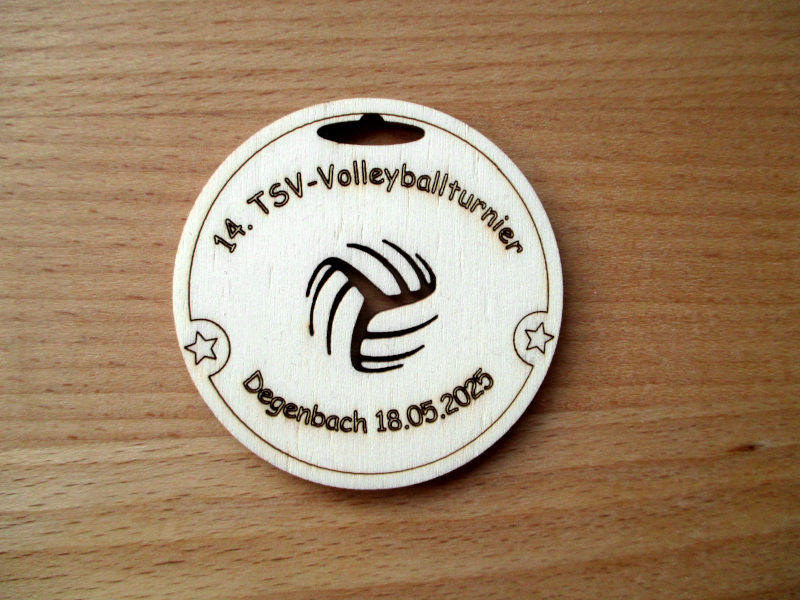 14. TSV-Volleyballturnier
Degenbach 18.05.2025